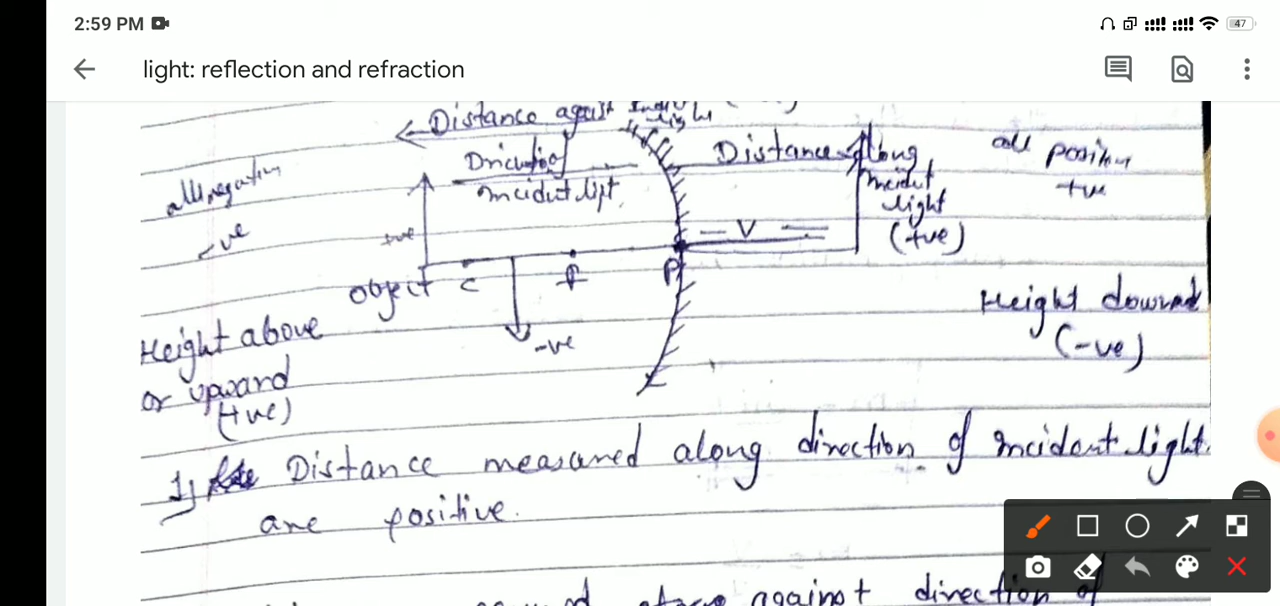 2:59 PM
47
light: reflection and refraction
Distance against
Distance Along
incident light
(+ve)
all positive
+ve
all negative
-ve
incident light
+ve
V
Object
C
f
P
-ve
Height above
or upward
(+ve)
Height downward
(-ve)
1) Distance measured along direction of incident light
are positive.
against direction of